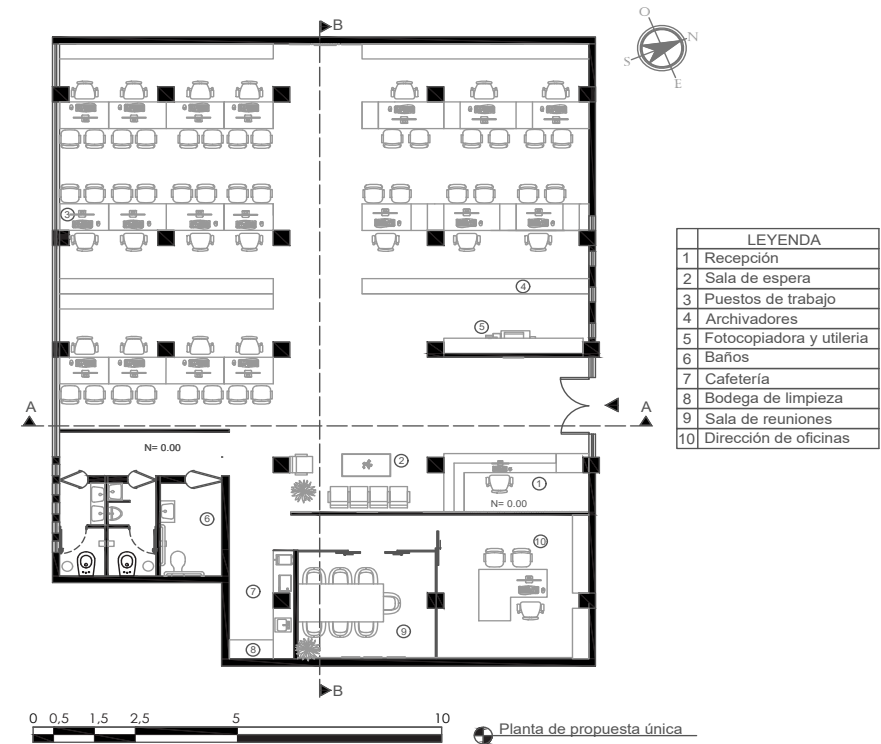 B
O
N
S
E
3
4
5
LEYENDA
1 Recepción
2 Sala de espera
3 Puestos de trabajo
4 Archivadores
5 Fotocopiadora y utileria
6 Baños
7 Cafetería
8 Bodega de limpieza
9 Sala de reuniones
10 Dirección de oficinas
A
A
N= 0.00
2
1
N= 0.00
6
10
7
9
8
B
0 0,5 1,5 2,5 5 10
Planta de propuesta única